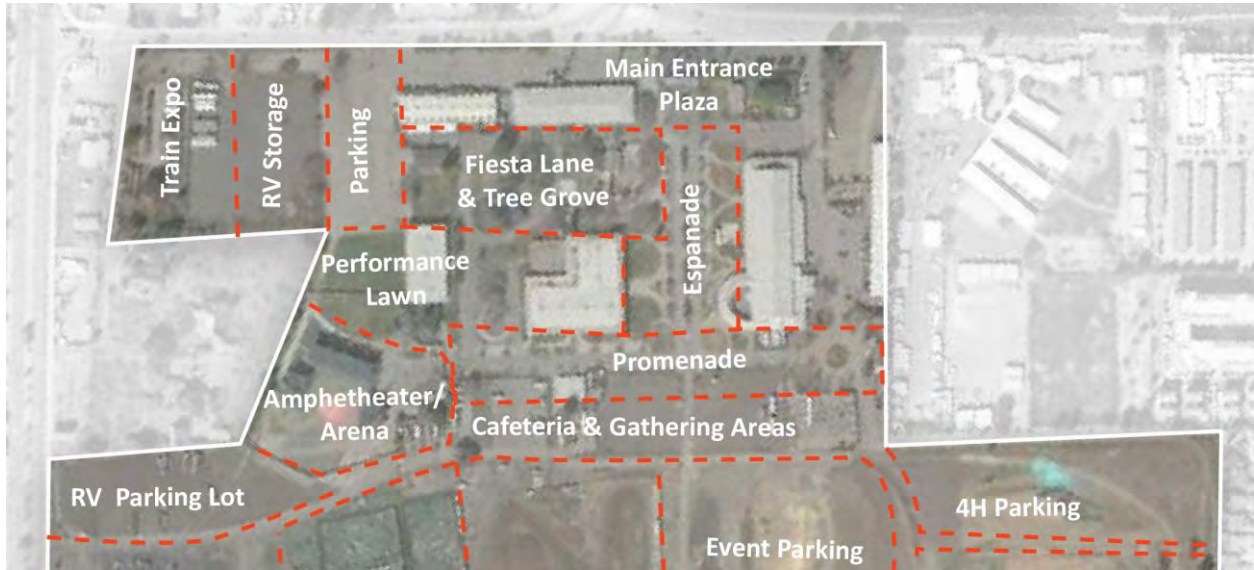 Main Entrance
Plaza
Train Expo
RV Storage
Parking
Fiesta Lane
& Tree Grove
Espanade
Performance
Lawn
Promenade
Amphetheater/
Arena
Cafeteria & Gathering Areas
RV  Parking Lot
4H Parking
Event Parking